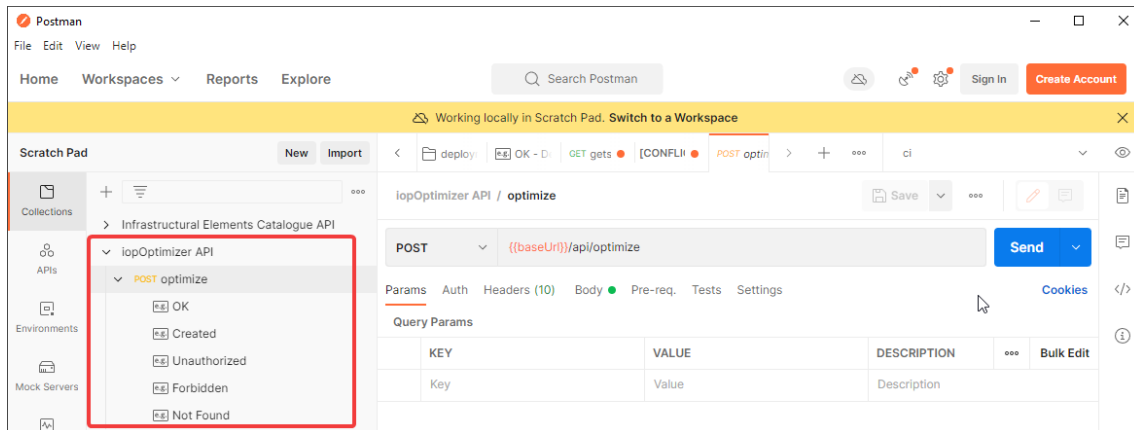 Postman
File Edit View Help
Home Workspaces Reports Explore Search Postman Sign In Create Account
Working locally in Scratch Pad. Switch to a Workspace
Scratch Pad New Import
deploy e.g. OK - D GET gets [CONFLI POST optim ci
Collections
Infrastructural Elements Catalogue API
iopOptimizer API / optimize Save
iopOptimizer API
POST {{baseUrl}}/api/optimize Send
APIs
POST optimize
Params Auth Headers (10) Body Pre-req. Tests Settings Cookies
e.g. OK
Environments
Query Params
e.g. Created
KEY VALUE DESCRIPTION Bulk Edit
e.g. Unauthorized
Mock Servers
Key Value Description
e.g. Forbidden
e.g. Not Found